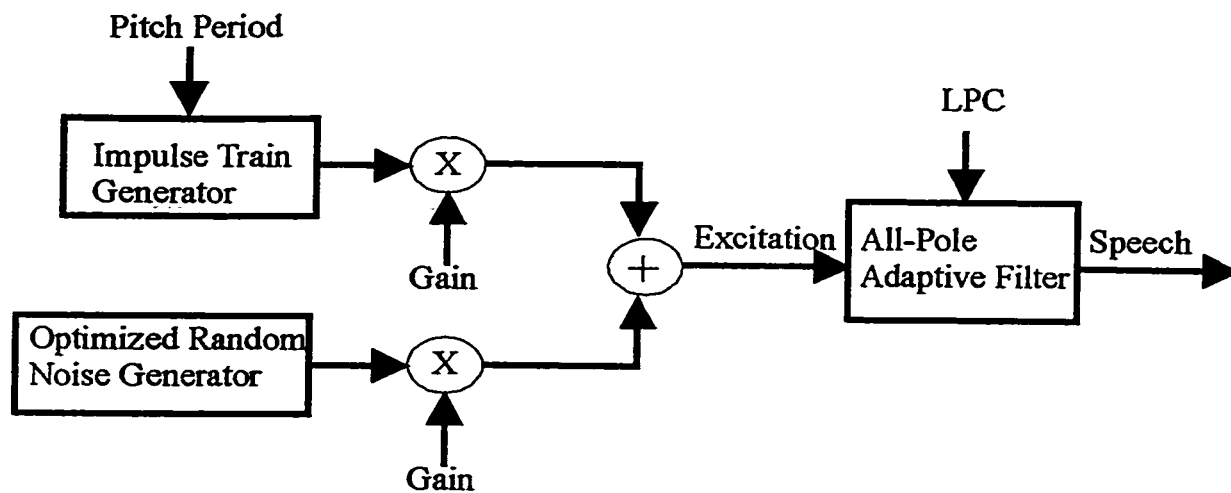 Pitch Period
Impulse Train
Generator
X
Gain
Optimized Random
Noise Generator
X
Gain
+
Excitation
LPC
All-Pole
Adaptive Filter
Speech